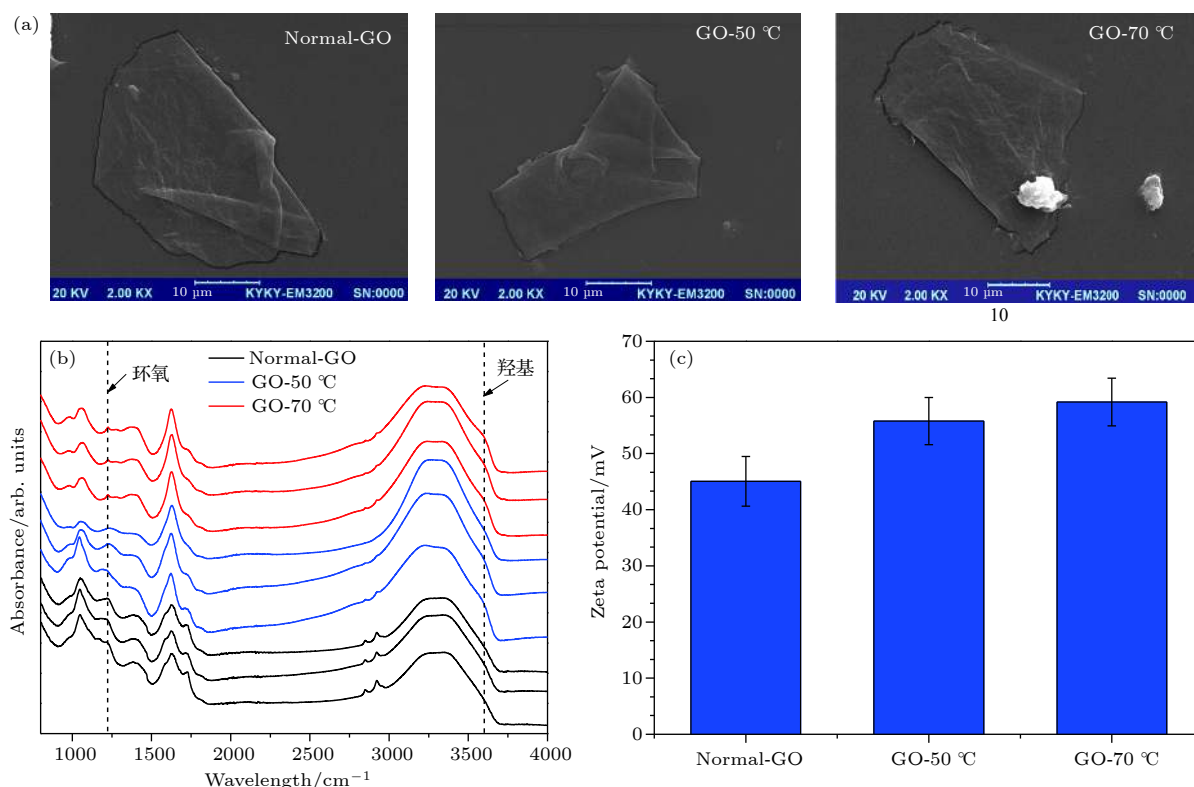 (a)
Normal-GO
GO-50 ℃
GO-70 ℃
20 KV 2.00 KX 10 μm KYKY-EM3200 SN:0000
20 KV 2.00 KX 10 μm KYKY-EM3200 SN:0000
20 KV 2.00 KX 10 μm KYKY-EM3200 SN:0000
10
(b)
Normal-GO
GO-50 ℃
GO-70 ℃
环氧
羟基
Absorbance/arb. units
1000 1500 2000 2500 3000 3500 4000
Wavelength/cm⁻¹
(c)
70
60
50
40
30
20
10
0
Zeta potential/mV
Normal-GO GO-50 ℃ GO-70 ℃